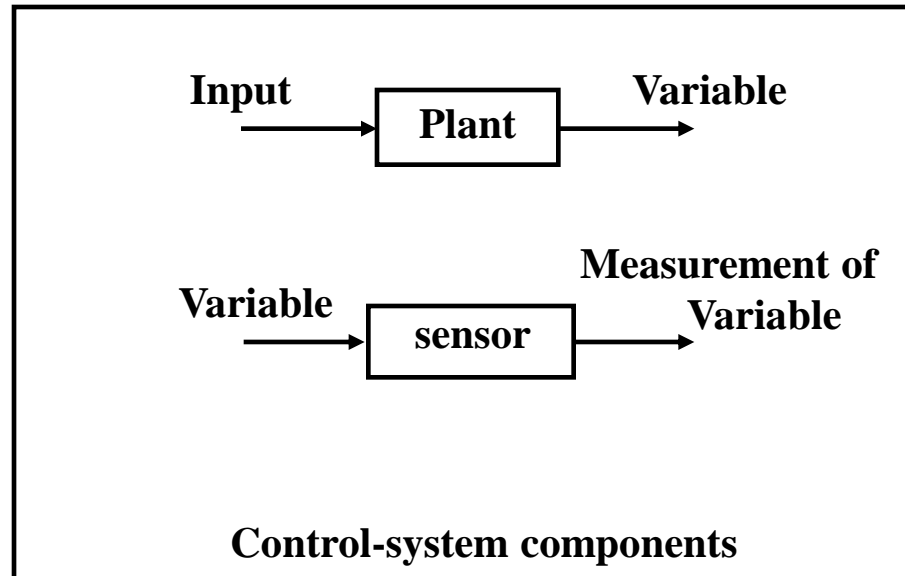 Input
Plant
Variable
Variable
sensor
Measurement of
Variable
Control-system components